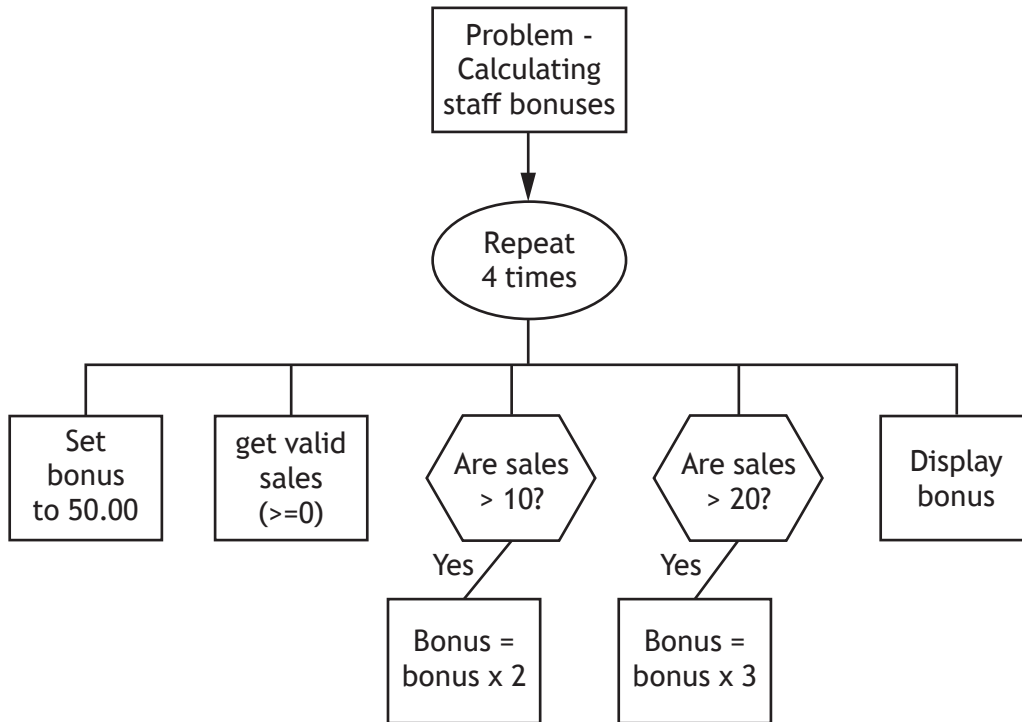 Problem -
Calculating
staff bonuses
Repeat
4 times
Set
bonus
to 50.00
get valid
sales
(>=0)
Are sales
> 10?
Are sales
> 20?
Display
bonus
Yes
Yes
Bonus =
bonus x 2
Bonus =
bonus x 3